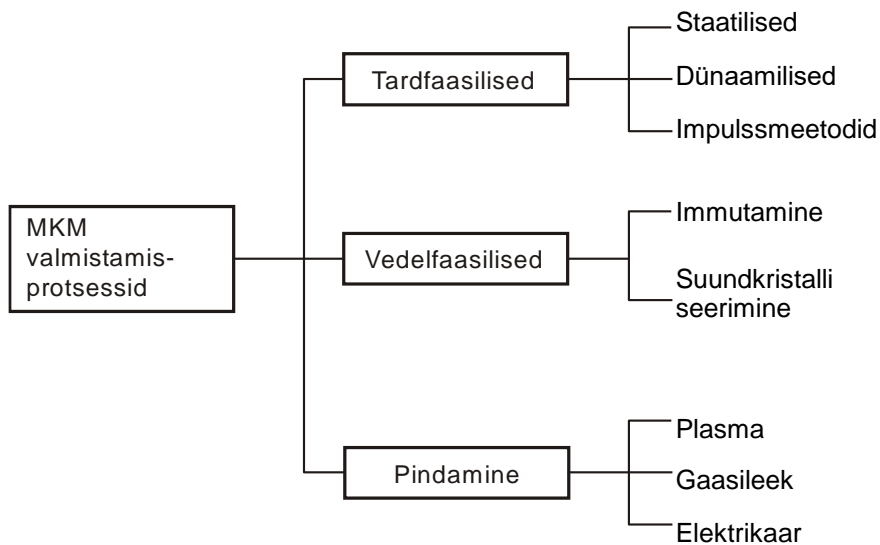 MKM
valmistamis-
protsessid
Tardfaasilised
Staatilised
Dünaamilised
Impulssmeetodid
Vedelfaasilised
Immutamine
Suundkristalli
seerimine
Pindamine
Plasma
Gaasileek
Elektrikaar